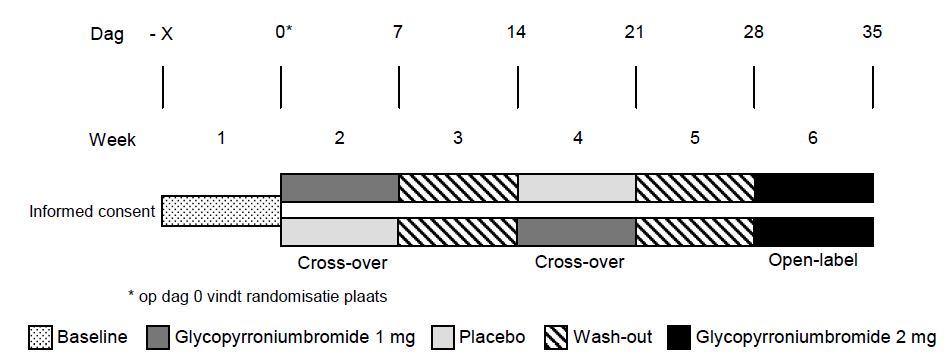 Dag - X 0* 7 14 21 28 35
Week 1 2 3 4 5 6
Informed consent
Cross-over Cross-over Open-label
* op dag 0 vindt randomisatie plaats
Baseline Glycopyrroniumbromide 1 mg Placebo Wash-out Glycopyrroniumbromide 2 mg